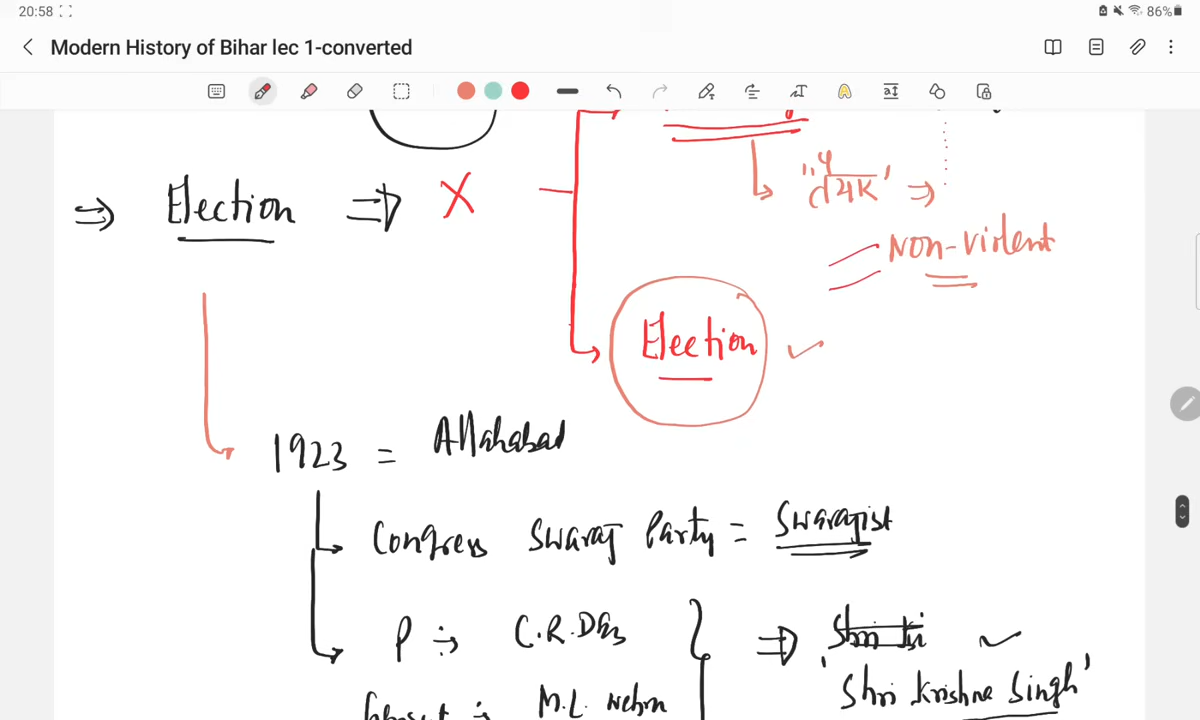 20:58
86%
Modern History of Bihar lec 1-converted
⇒ Election ⇒ X
⇒
= Non-violent
Election ✓
1923 = Allahabad
Congress Swaraj Party = Swarajist
P ÷ C.R.Das ⇒ Shri ✓
M.L. Nehru 'Shri Krishna Singh'